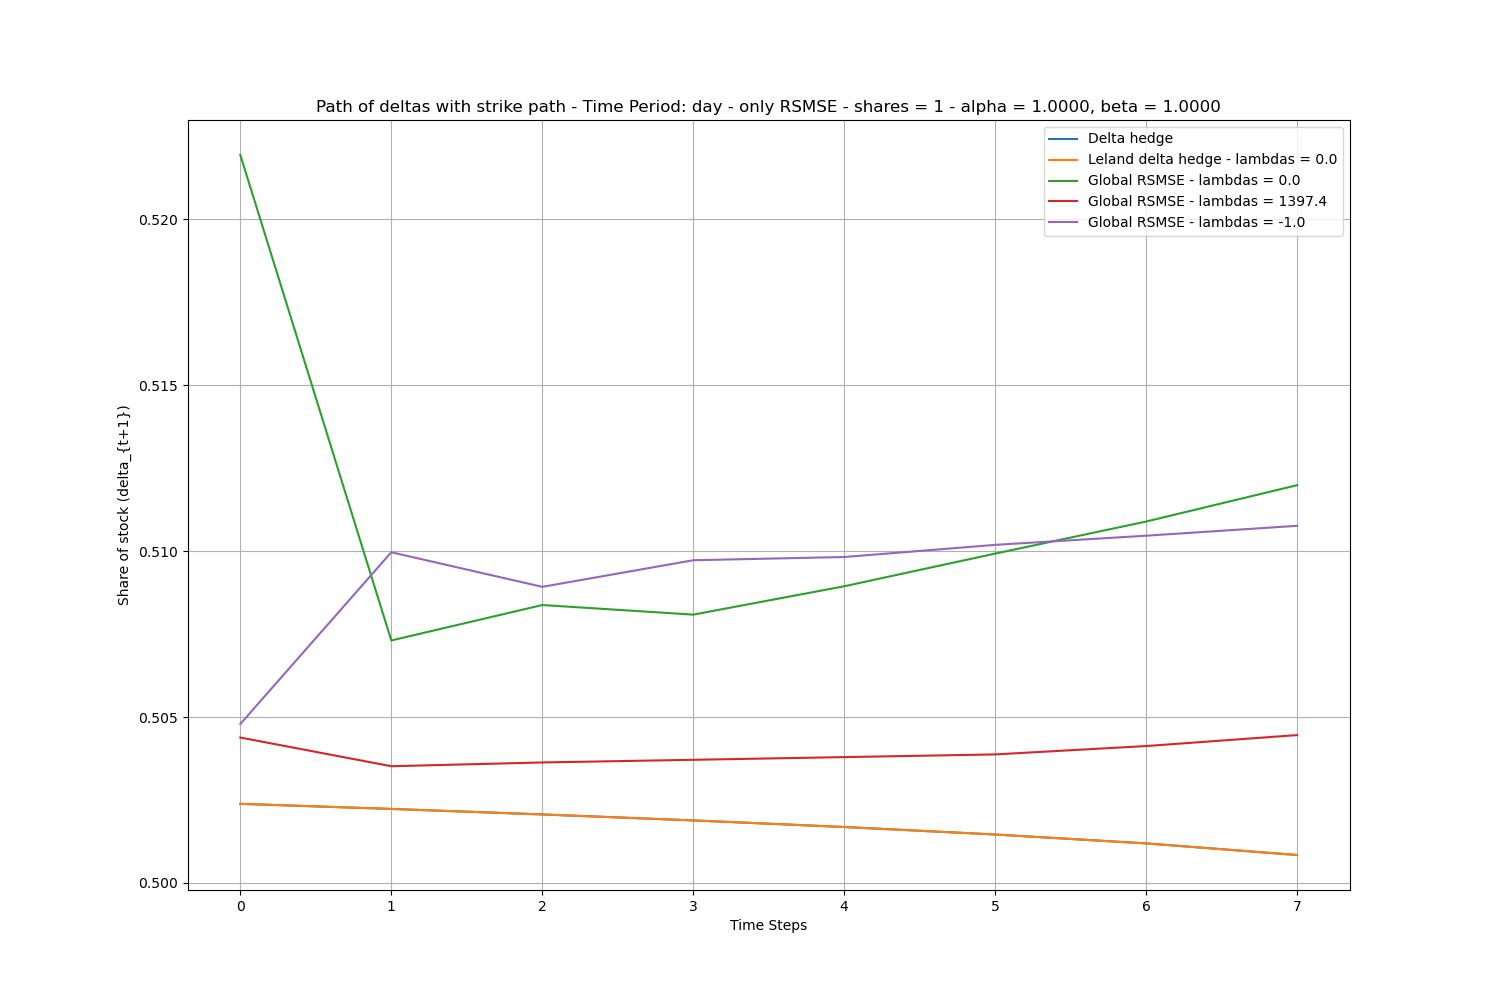 Path of deltas with strike path - Time Period: day - only RSMSE - shares = 1 - alpha = 1.0000, beta = 1.0000
Delta hedge
Leland delta hedge - lambdas = 0.0
Global RSMSE - lambdas = 0.0
Global RSMSE - lambdas = 1397.4
Global RSMSE - lambdas = -1.0
0.520
0.515
0.510
0.505
0.500
Share of stock (delta_{t+1})
0 1 2 3 4 5 6 7
Time Steps